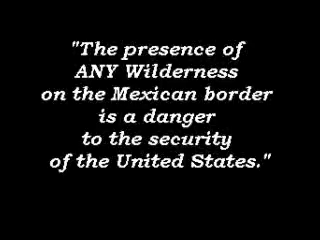 "The presence of
ANY Wilderness
on the Mexican border
is a danger
to the security
of the United States."